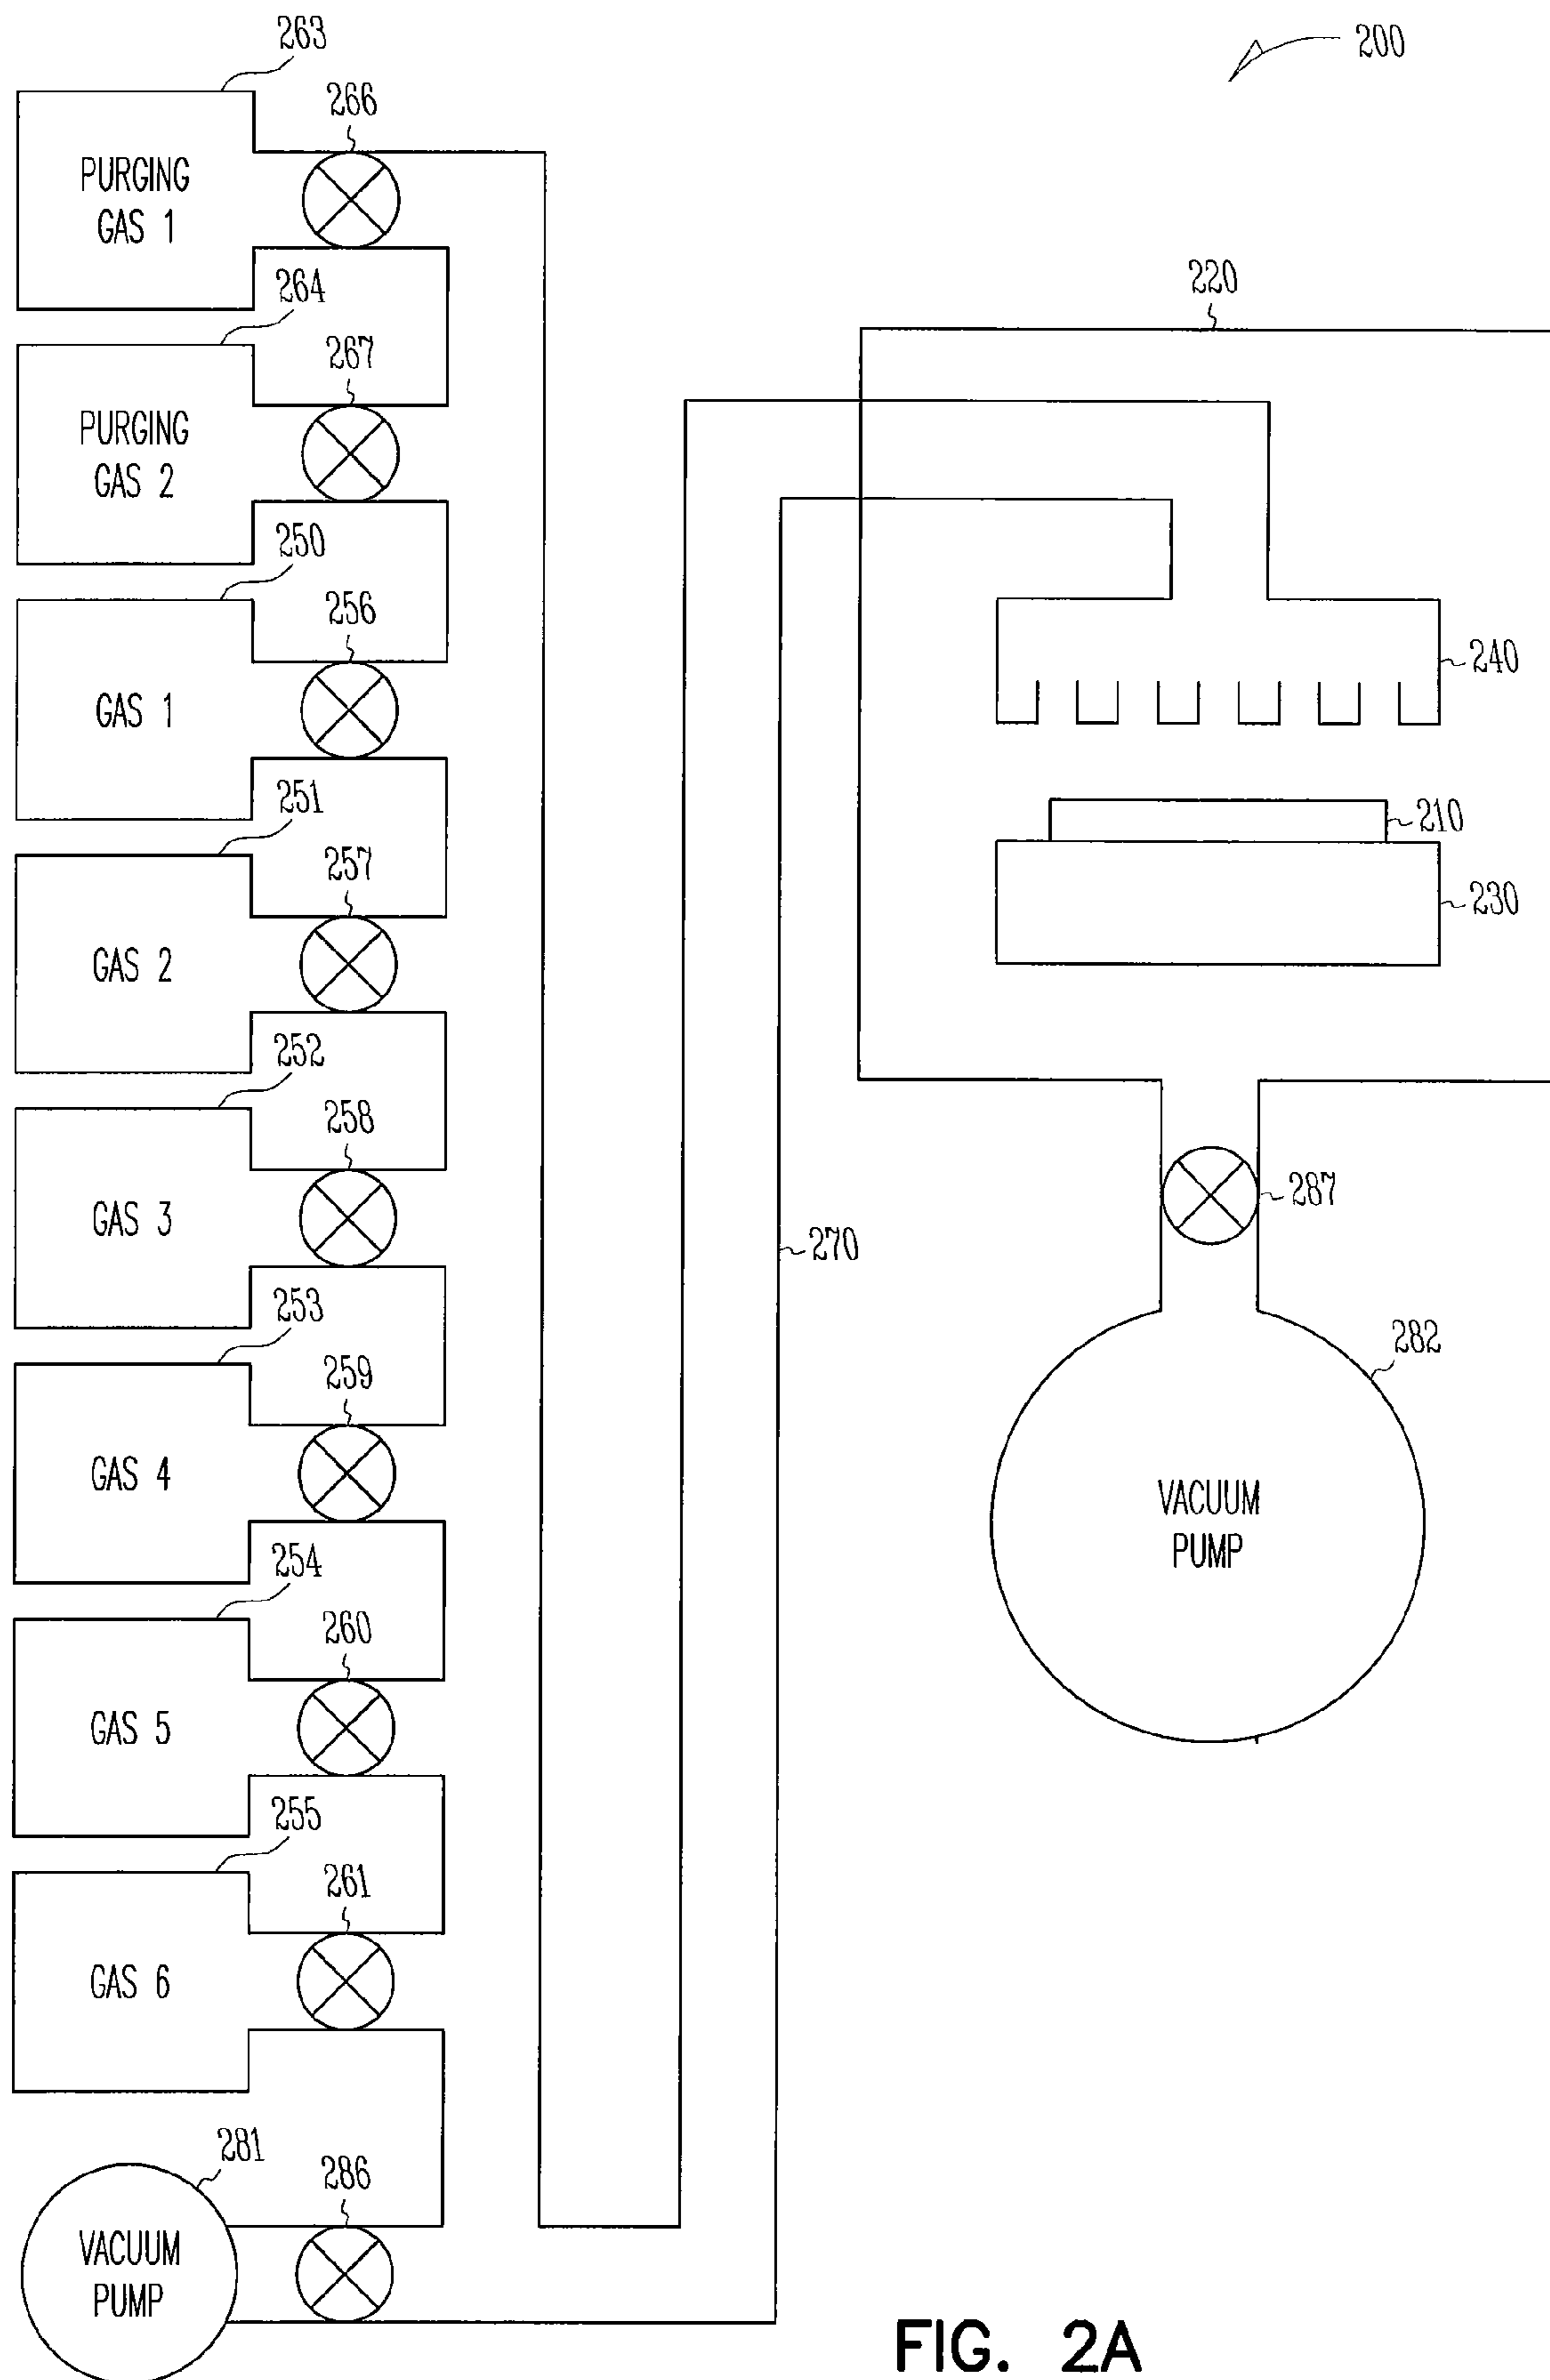 263
200
266
PURGING
GAS 1
264
220
267
PURGING
GAS 2
250
256
240
GAS 1
251
210
257
230
GAS 2
252
258
287
GAS 3
270
253
282
259
GAS 4
VACUUM
PUMP
254
260
GAS 5
255
261
GAS 6
281
286
VACUUM
PUMP
FIG. 2A